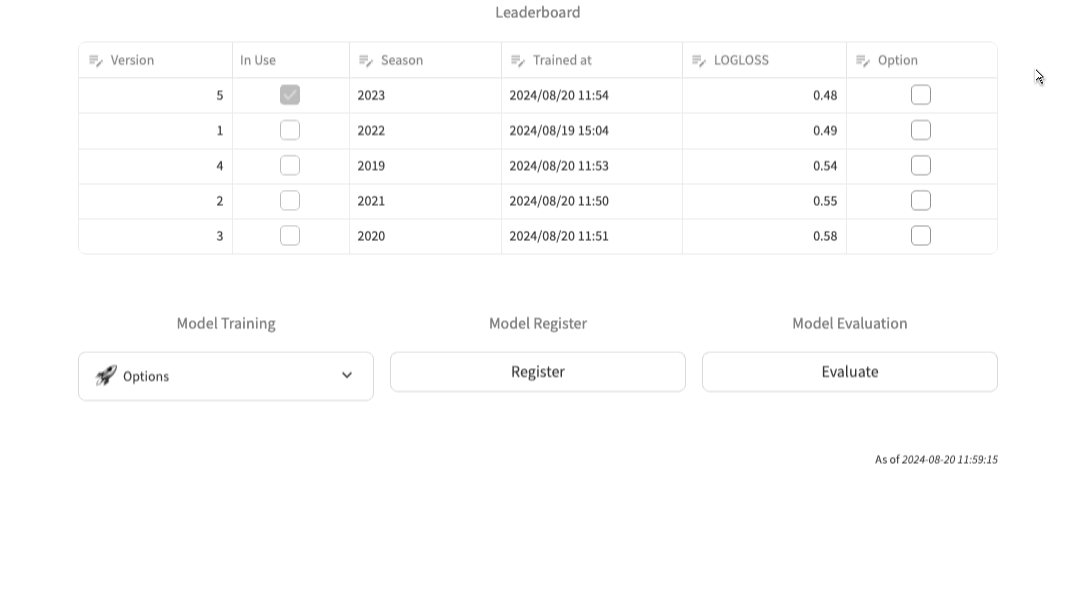 Leaderboard
Version In Use Season Trained at LOGLOSS Option
5 2023 2024/08/20 11:54 0.48
1 2022 2024/08/19 15:04 0.49
4 2019 2024/08/20 11:53 0.54
2 2021 2024/08/20 11:50 0.55
3 2020 2024/08/20 11:51 0.58
Model Training Model Register Model Evaluation
Options Register Evaluate
As of 2024-08-20 11:59:15